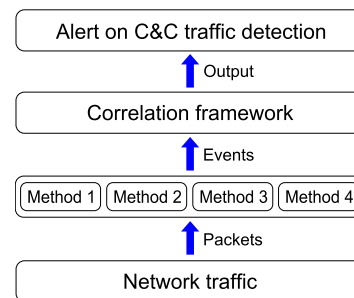 Alert on C&C traffic detection
Output
Correlation framework
Events
Method 1 Method 2 Method 3 Method 4
Packets
Network traffic